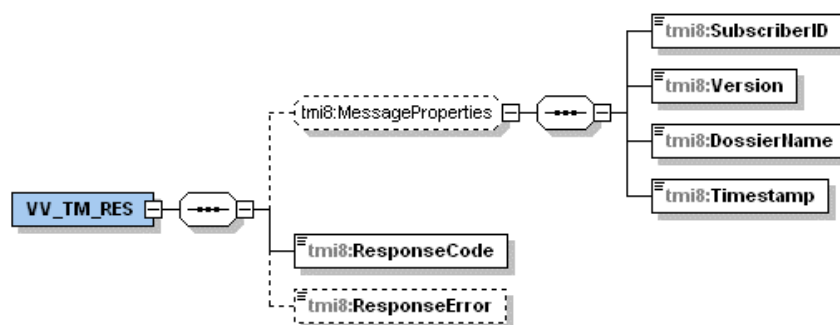 tmi8:SubscriberID
tmi8:Version
tmi8:MessageProperties
tmi8:DossierName
tmi8:Timestamp
VV_TM_RES
tmi8:ResponseCode
tmi8:ResponseError